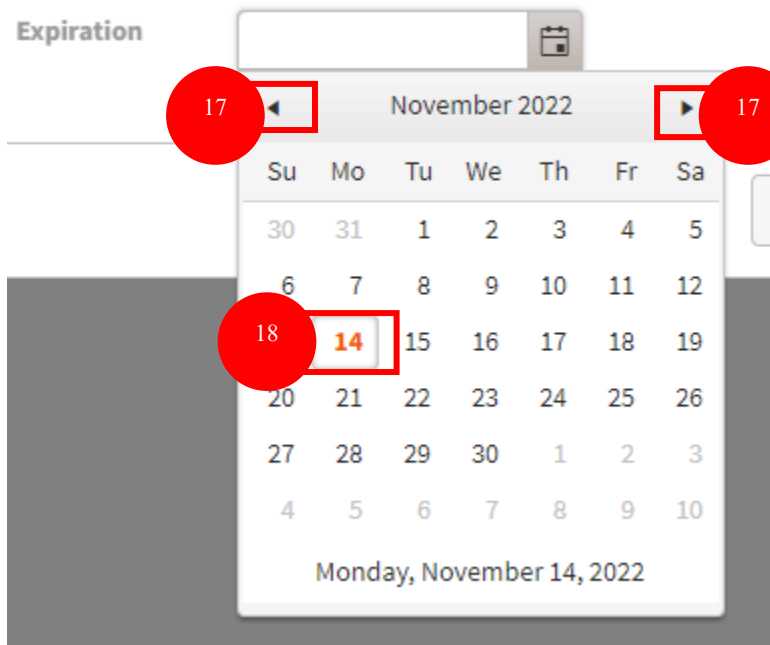 Expiration
17 November 2022 17
Su Mo Tu We Th Fr Sa
30 31 1 2 3 4 5
6 7 8 9 10 11 12
18 14 15 16 17 18 19
20 21 22 23 24 25 26
27 28 29 30 1 2 3
4 5 6 7 8 9 10
Monday, November 14, 2022